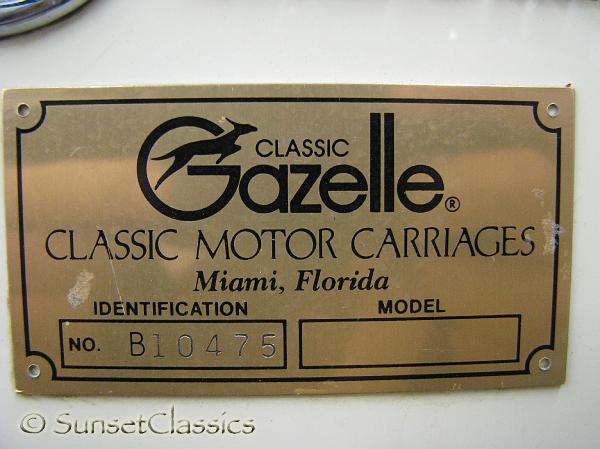 CLASSIC
Gazelle®
CLASSIC MOTOR CARRIAGES
Miami, Florida
IDENTIFICATION MODEL
NO. B10475
© SunsetClassics